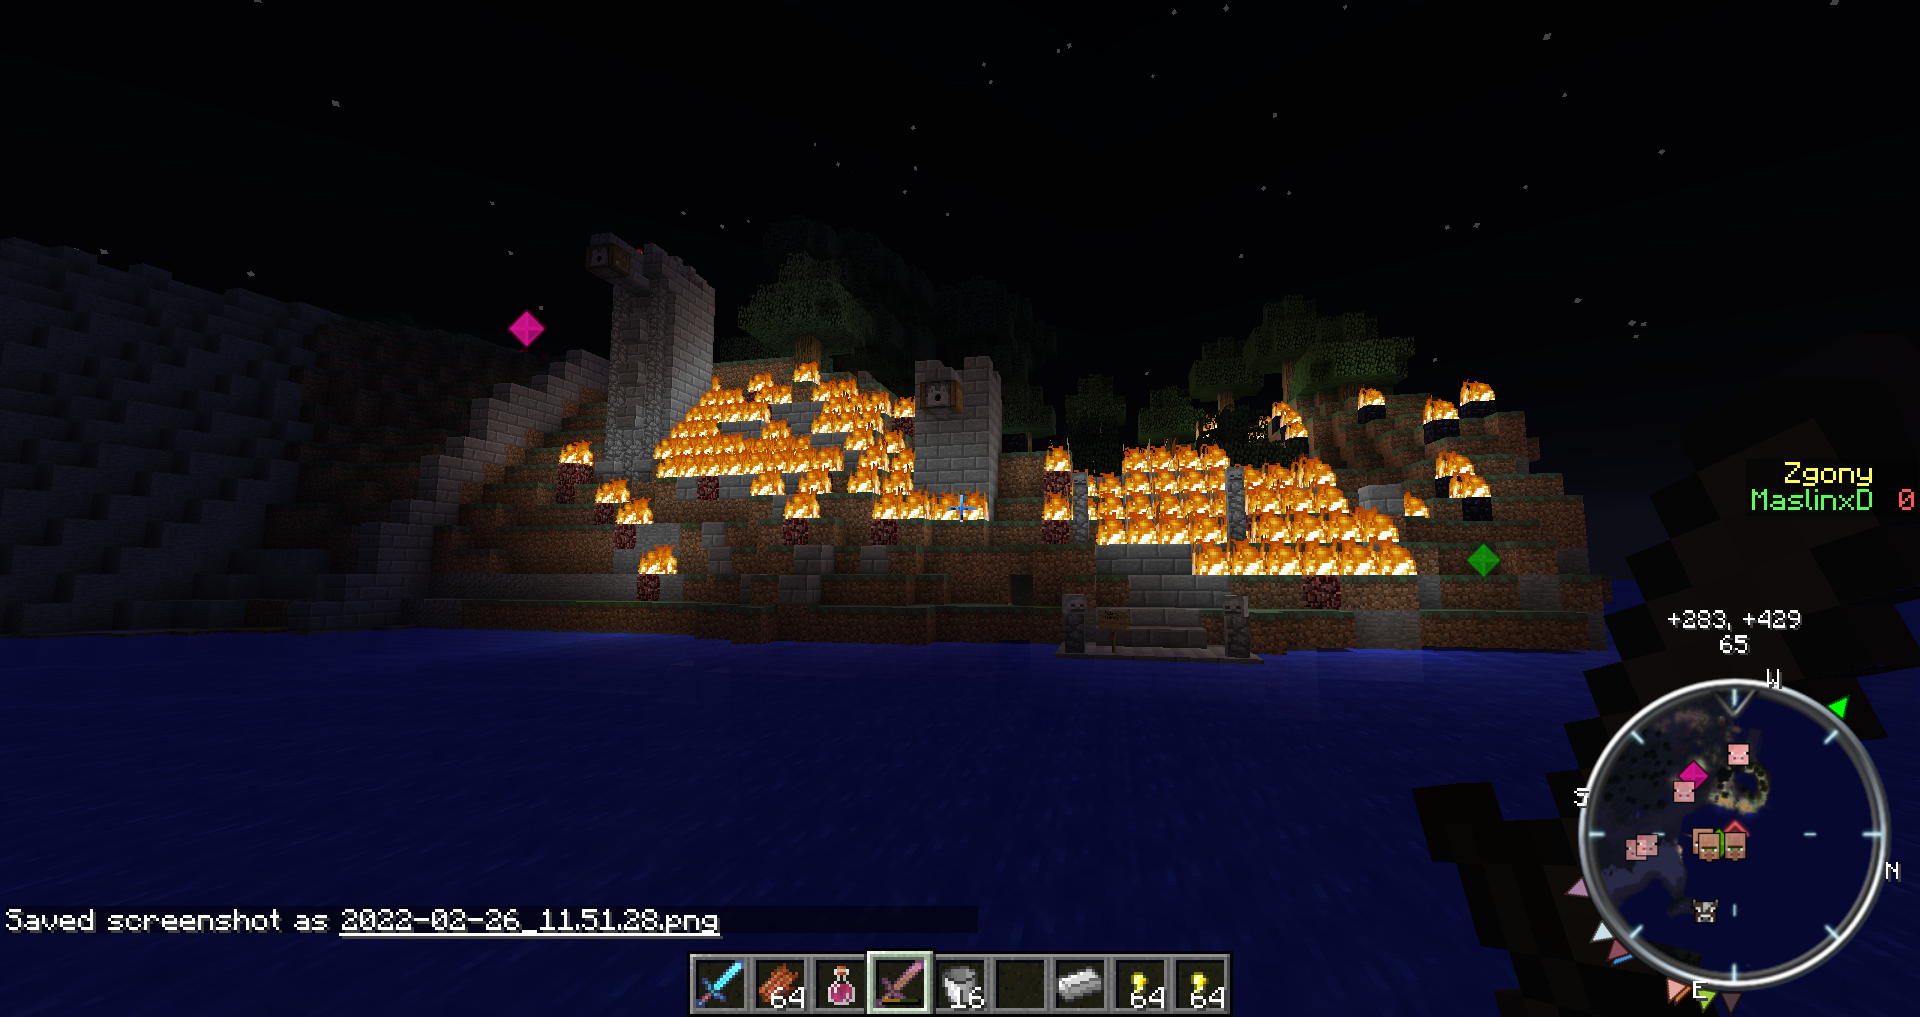 Zgony
MaslinxD 0
+283, +429
65
W
S
N
E
Saved screenshot as 2022-02-26_11.51.28.png
64
16
64
64